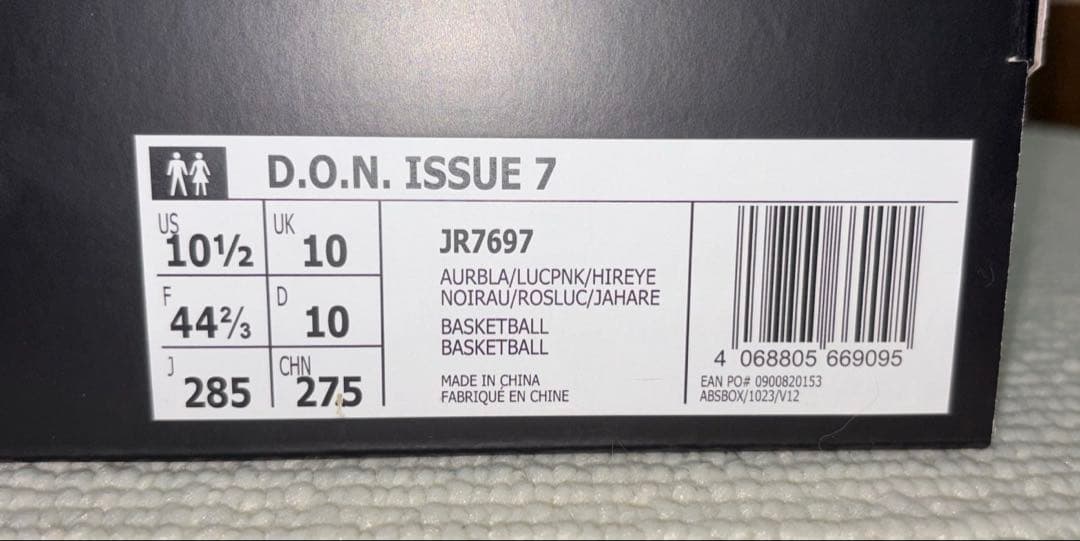 D.O.N. ISSUE 7
US 10½
UK 10
F 44⅔
D 10
J 285
CHN 275
JR7697
AURBLA/LUCPNK/HIREYE
NOIRAU/ROSLUC/JAHARE
BASKETBALL
BASKETBALL
MADE IN CHINA
FABRIQUÉ EN CHINE
4 068805 669095
EAN PO# 0900820153
ABSBOX/1023/V12